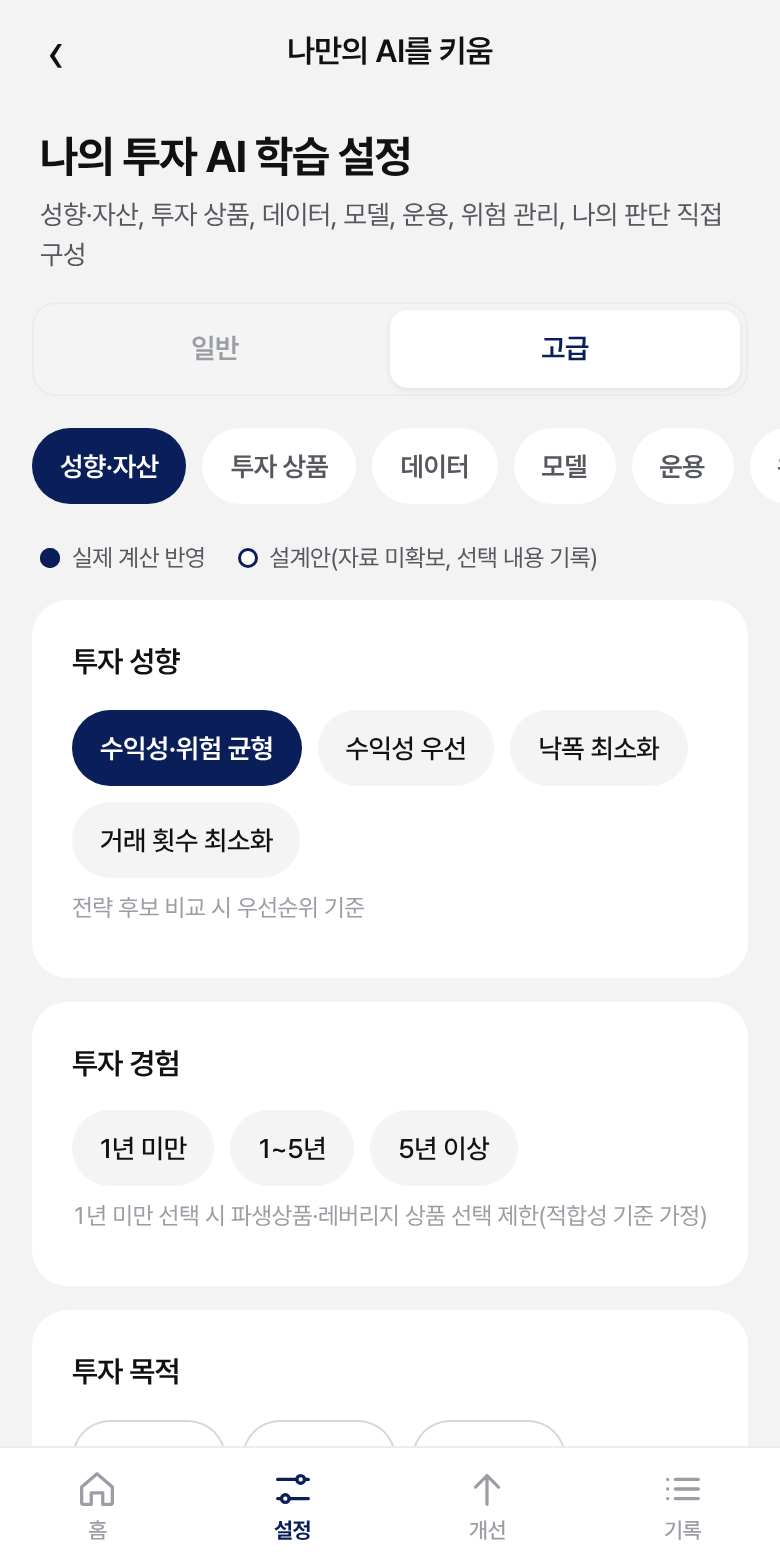 나만의 AI를 키움
나의 투자 AI 학습 설정
성향·자산, 투자 상품, 데이터, 모델, 운용, 위험 관리, 나의 판단 직접
구성
일반
고급
성향·자산
투자 상품
데이터
모델
운용
실제 계산 반영
설계안(자료 미확보, 선택 내용 기록)
투자 성향
수익성·위험 균형
수익성 우선
낙폭 최소화
거래 횟수 최소화
전략 후보 비교 시 우선순위 기준
투자 경험
1년 미만
1~5년
5년 이상
1년 미만 선택 시 파생상품·레버리지 상품 선택 제한(적합성 기준 가정)
투자 목적
홈
설정
개선
기록